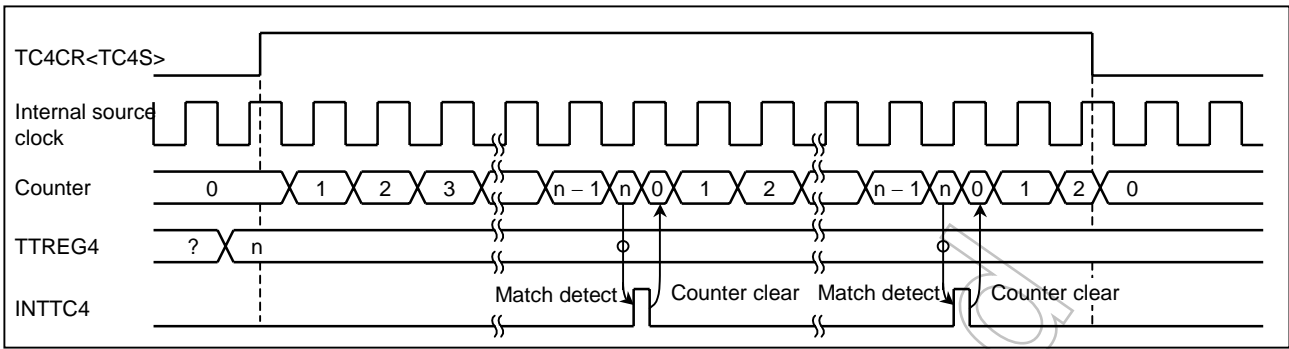 TC4CR<TC4S>
Internal source
clock
Counter 0 1 2 3 n – 1 n 0 1 2 n – 1 n 0 1 2 0
TTREG4 ? n
Match detect Counter clear Match detect Counter clear
INTTC4